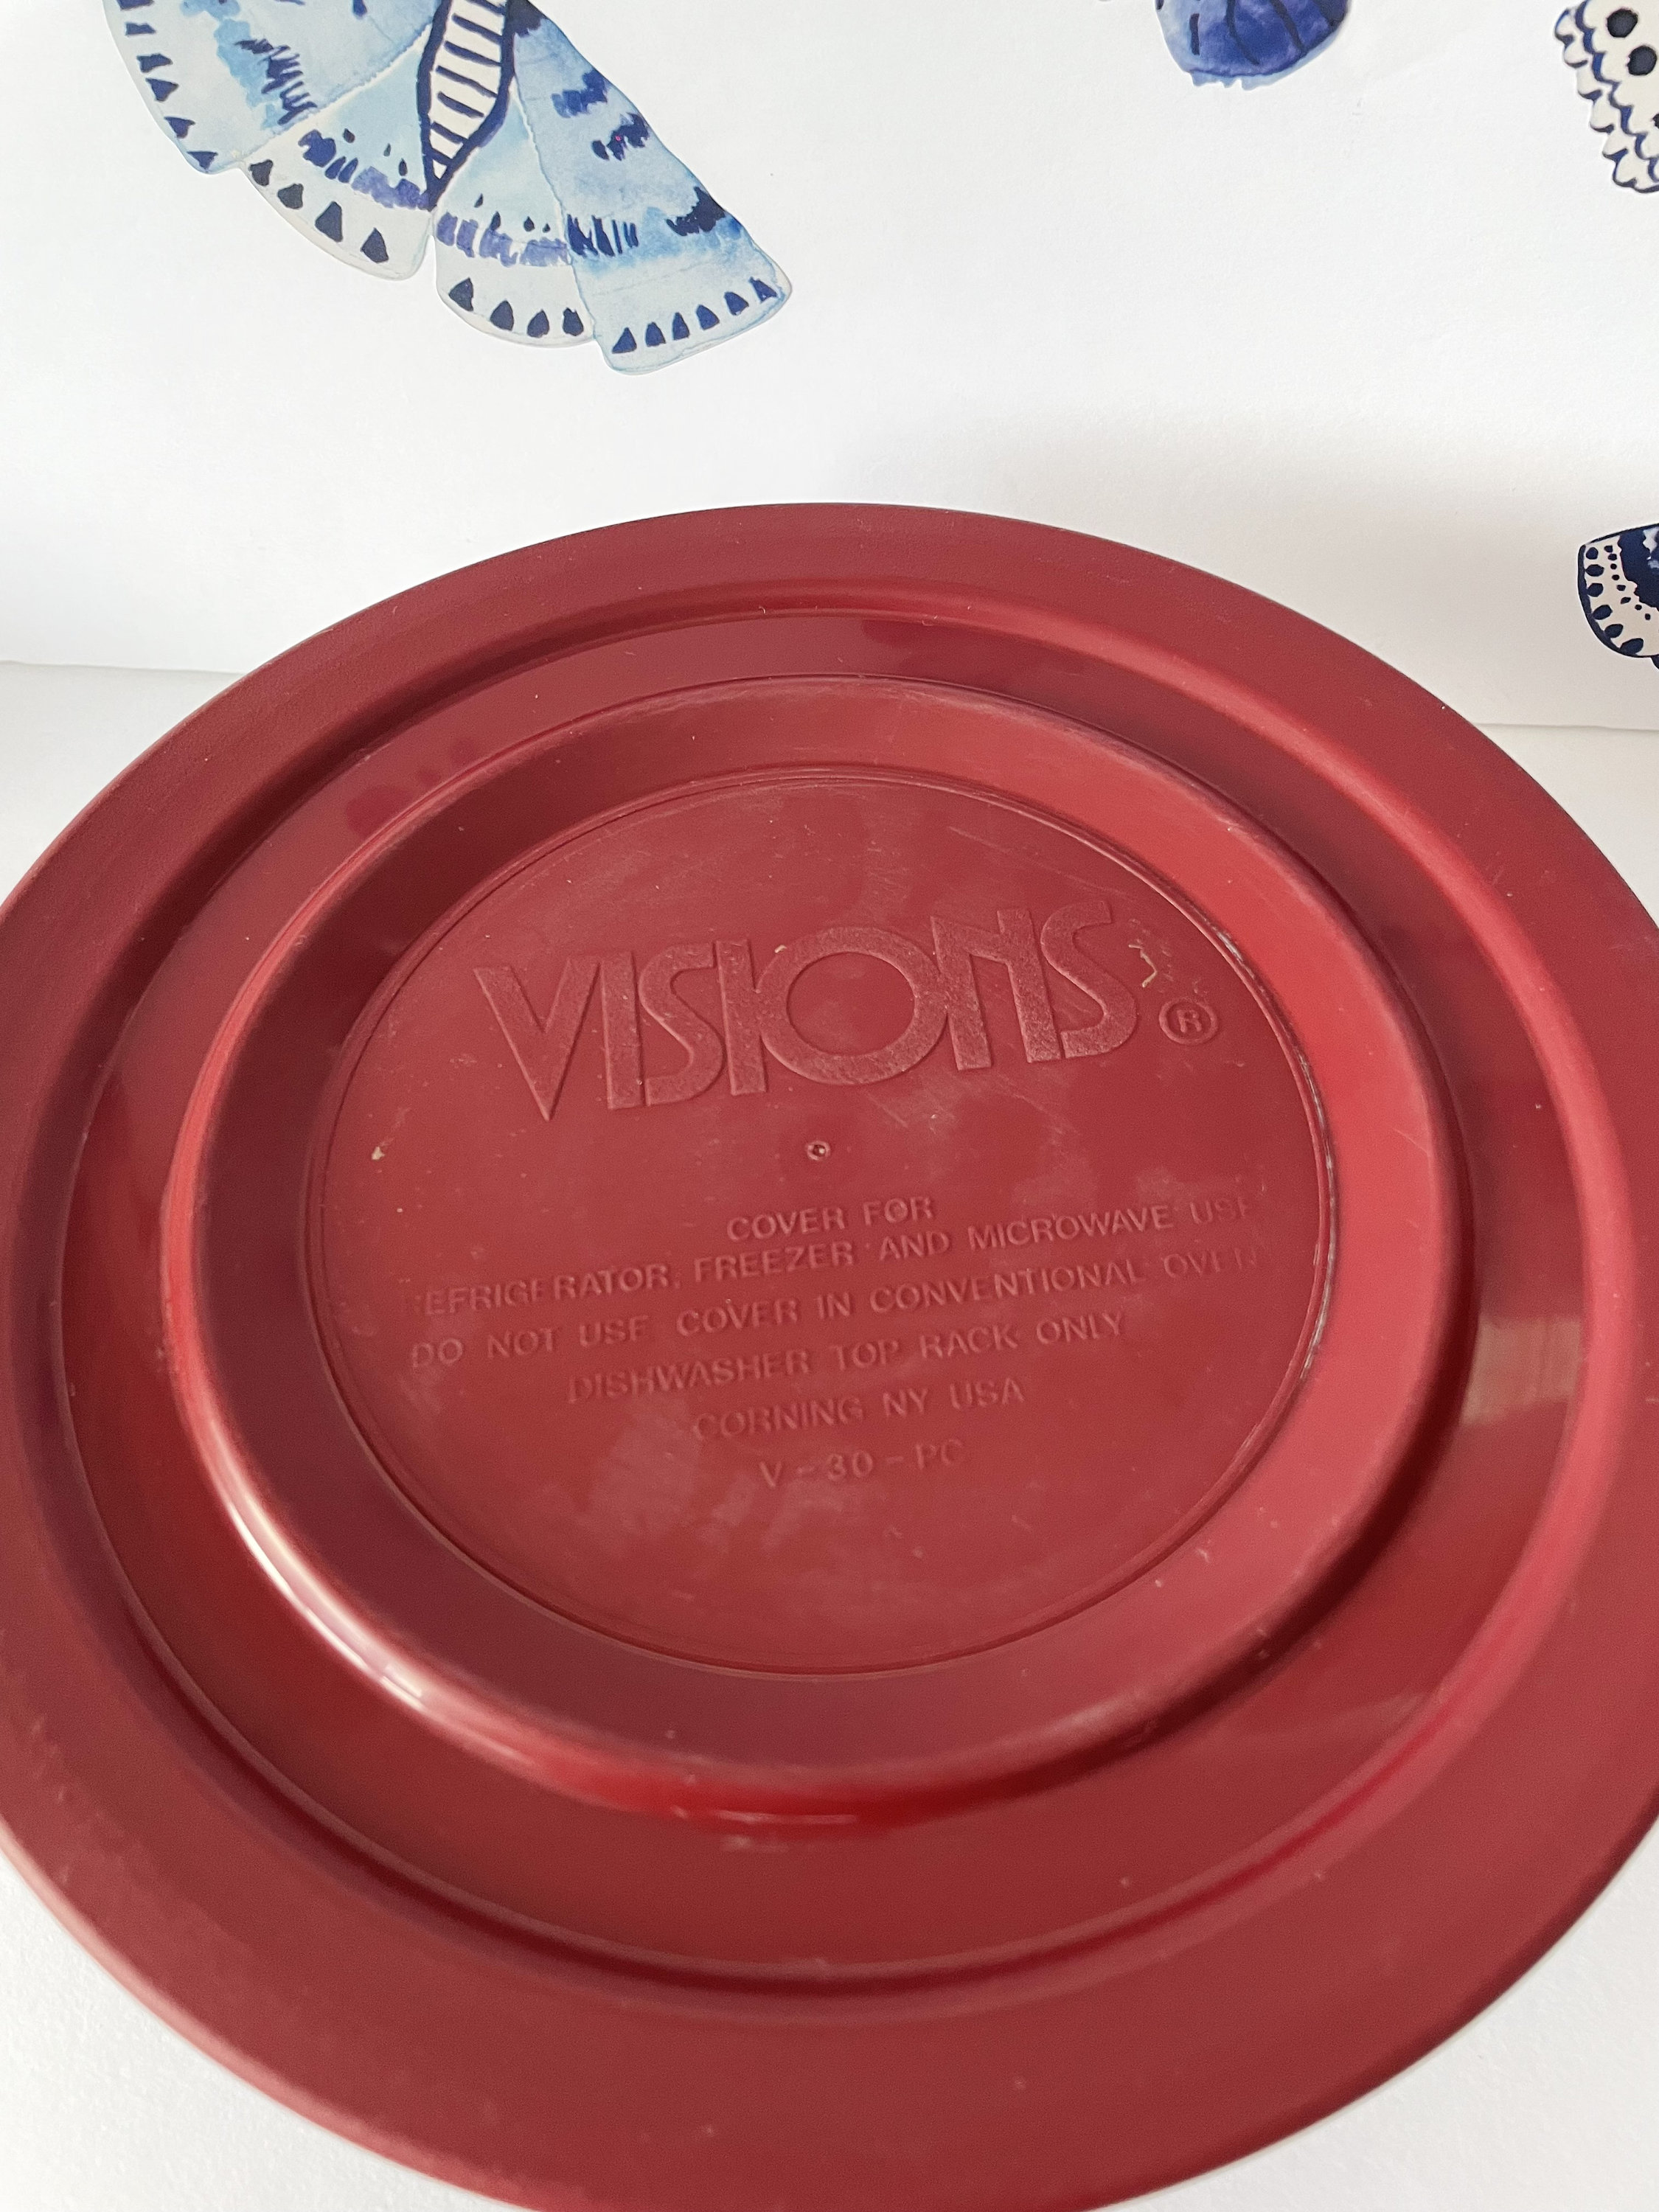 VISIONS®
COVER FOR
REFRIGERATOR, FREEZER AND MICROWAVE USE
DO NOT USE COVER IN CONVENTIONAL OVEN
DISHWASHER TOP RACK ONLY
CORNING NY USA
V-30-PC